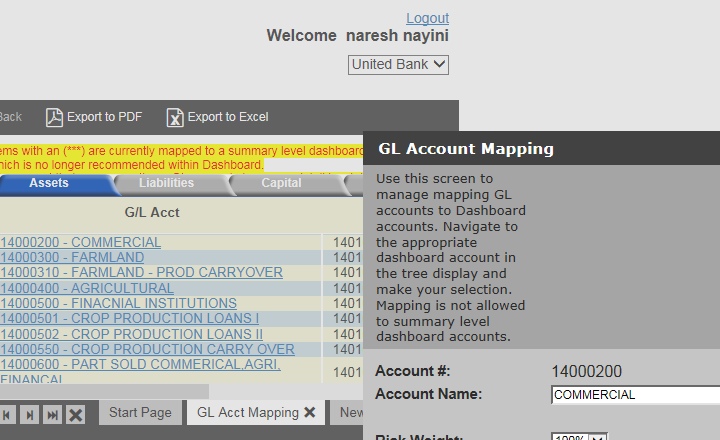 Logout
Welcome naresh nayini
United Bank
Back
Export to PDF
Export to Excel
ems with an (***) are currently mapped to a summary level dashboard
hich is no longer recommended within Dashboard.
Assets
Liabilities
Capital
G/L Acct
14000200 - COMMERCIAL 1401
14000300 - FARMLAND 1401
14000310 - FARMLAND - PROD CARRYOVER 1401
14000400 - AGRICULTURAL 1401
14000500 - FINACNIAL INSTITUTIONS 1401
14000501 - CROP PRODUCTION LOANS I 1401
14000502 - CROP PRODUCTION LOANS II 1401
14000550 - CROP PRODUCTION CARRY OVER 1401
14000600 - PART SOLD COMMERICAL,AGRI, 1401
FINANCAL
Start Page
GL Acct Mapping
New
GL Account Mapping
Use this screen to
manage mapping GL
accounts to Dashboard
accounts. Navigate to
the appropriate
dashboard account in
the tree display and
make your selection.
Mapping is not allowed
to summary level
dashboard accounts.
Account #: 14000200
Account Name: COMMERCIAL
Risk Weight: 100%